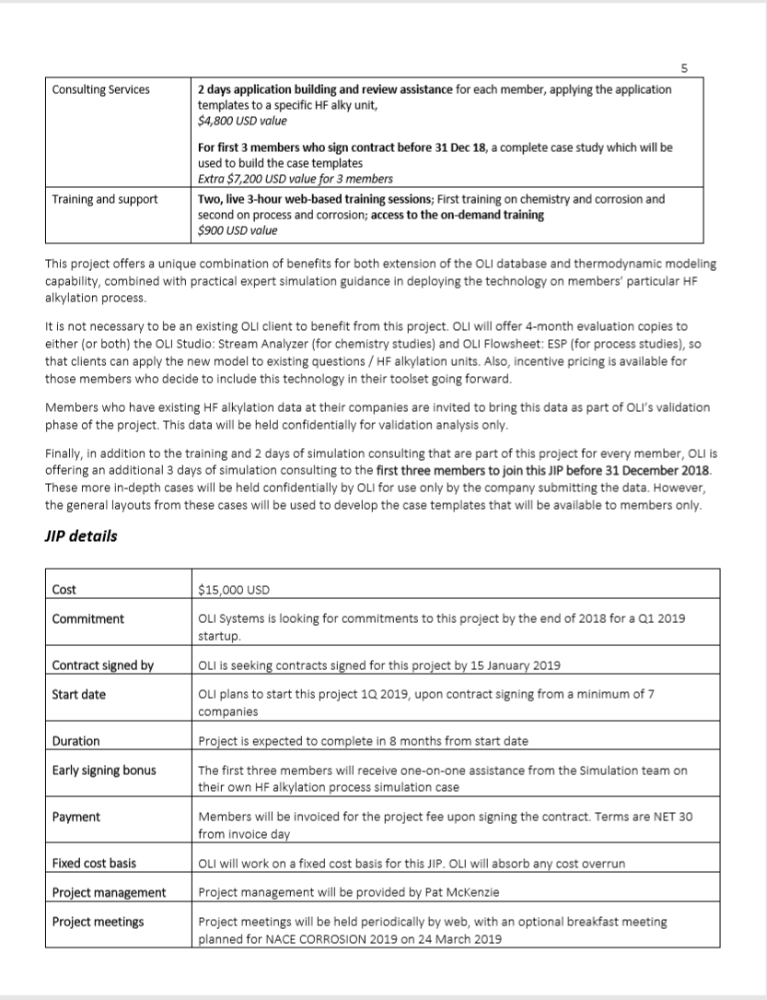 5
Consulting Services
2 days application building and review assistance for each member, applying the application
templates to a specific HF alky unit,
$4,800 USD value
For first 3 members who sign contract before 31 Dec 18, a complete case study which will be
used to build the case templates
Extra $7,200 USD value for 3 members
Training and support
Two, live 3-hour web-based training sessions; First training on chemistry and corrosion and
second on process and corrosion; access to the on-demand training
$900 USD value
This project offers a unique combination of benefits for both extension of the OLI database and thermodynamic modeling
capability, combined with practical expert simulation guidance in deploying the technology on members' particular HF
alkylation process.
It is not necessary to be an existing OLI client to benefit from this project. OLI will offer 4-month evaluation copies to
either (or both) the OLI Studio: Stream Analyzer (for chemistry studies) and OLI Flowsheet: ESP (for process studies), so
that clients can apply the new model to existing questions / HF alkylation units. Also, incentive pricing is available for
those members who decide to include this technology in their toolset going forward.
Members who have existing HF alkylation data at their companies are invited to bring this data as part of OLI's validation
phase of the project. This data will be held confidentially for validation analysis only.
Finally, in addition to the training and 2 days of simulation consulting that are part of this project for every member, OLI is
offering an additional 3 days of simulation consulting to the first three members to join this JIP before 31 December 2018.
These more in-depth cases will be held confidentially by OLI for use only by the company submitting the data. However,
the general layouts from these cases will be used to develop the case templates that will be available to members only.
JIP details
Cost
$15,000 USD
Commitment
OLI Systems is looking for commitments to this project by the end of 2018 for a Q1 2019
startup.
Contract signed by
OLI is seeking contracts signed for this project by 15 January 2019
Start date
OLI plans to start this project 1Q 2019, upon contract signing from a minimum of 7
companies
Duration
Project is expected to complete in 8 months from start date
Early signing bonus
The first three members will receive one-on-one assistance from the Simulation team on
their own HF alkylation process simulation case
Payment
Members will be invoiced for the project fee upon signing the contract. Terms are NET 30
from invoice day
Fixed cost basis
OLI will work on a fixed cost basis for this JIP. OLI will absorb any cost overrun
Project management
Project management will be provided by Pat McKenzie
Project meetings
Project meetings will be held periodically by web, with an optional breakfast meeting
planned for NACE CORROSION 2019 on 24 March 2019